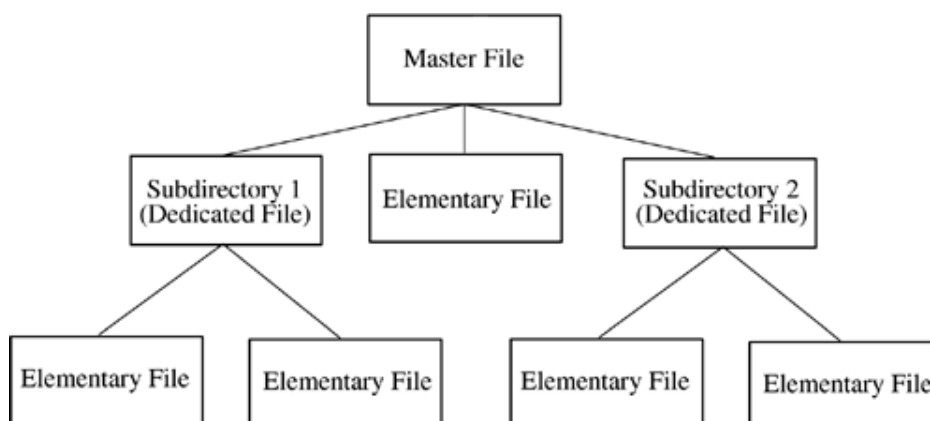 Master File
Subdirectory 1
(Dedicated File)
Elementary File
Subdirectory 2
(Dedicated File)
Elementary File
Elementary File
Elementary File
Elementary File